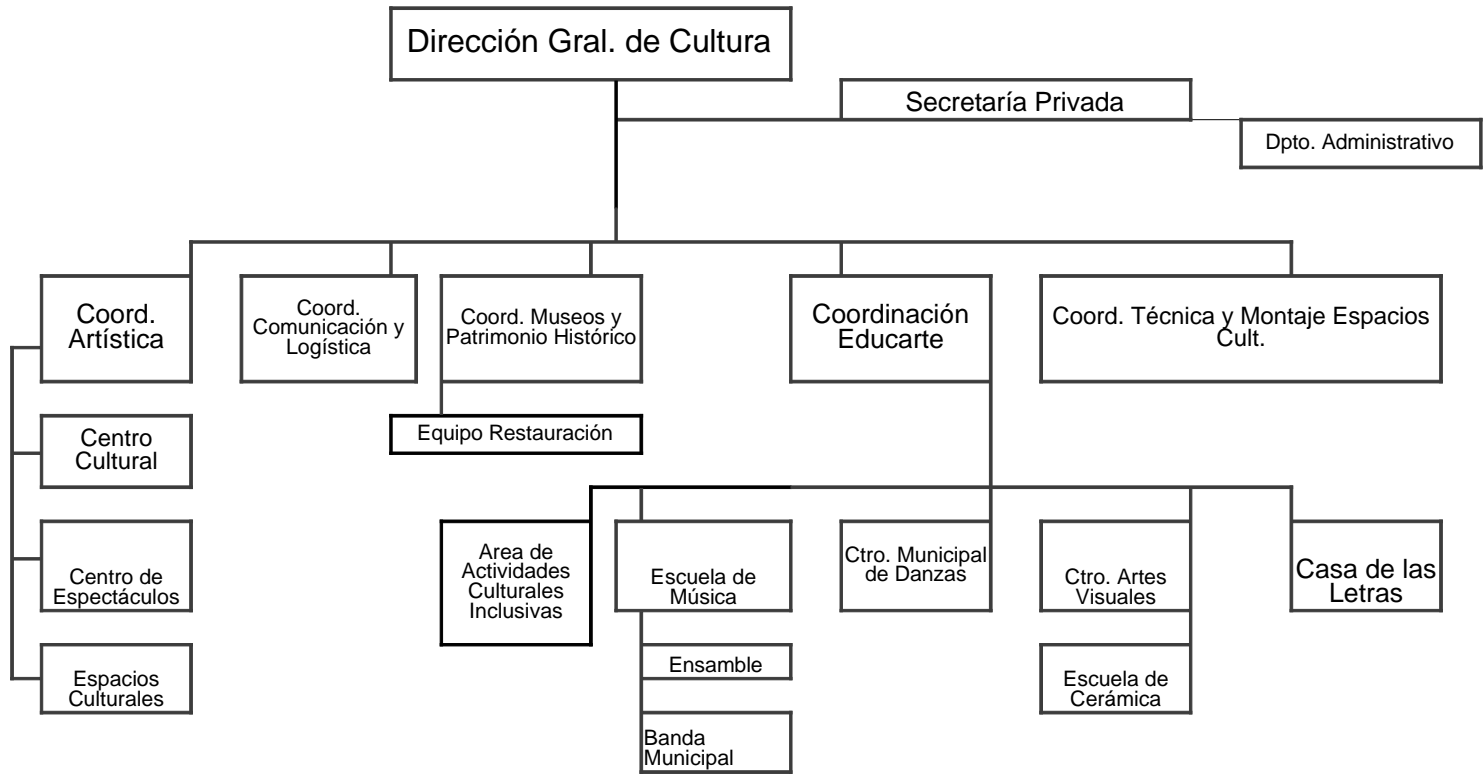 Dirección Gral. de Cultura
Secretaría Privada
Dpto. Administrativo
Coord.
Artística
Coord.
Comunicación y
Logística
Coord. Museos y
Patrimonio Histórico
Coordinación
Educarte
Coord. Técnica y Montaje Espacios
Cult.
Centro
Cultural
Equipo Restauración
Centro de
Espectáculos
Area de
Actividades
Culturales
Inclusivas
Escuela de
Música
Ctro. Municipal
de Danzas
Ctro. Artes
Visuales
Casa de las
Letras
Espacios
Culturales
Ensamble
Escuela de
Cerámica
Banda
Municipal